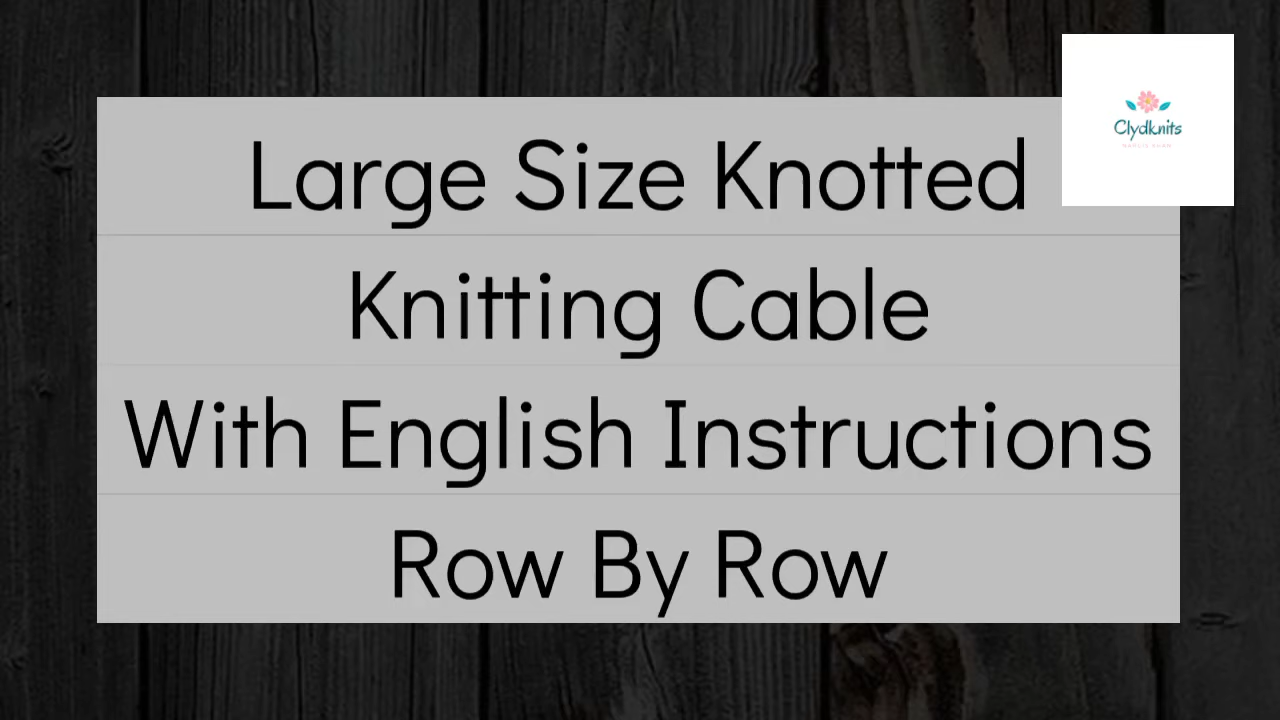 Large Size Knotted
Knitting Cable
With English Instructions
Row By Row
Clydknits